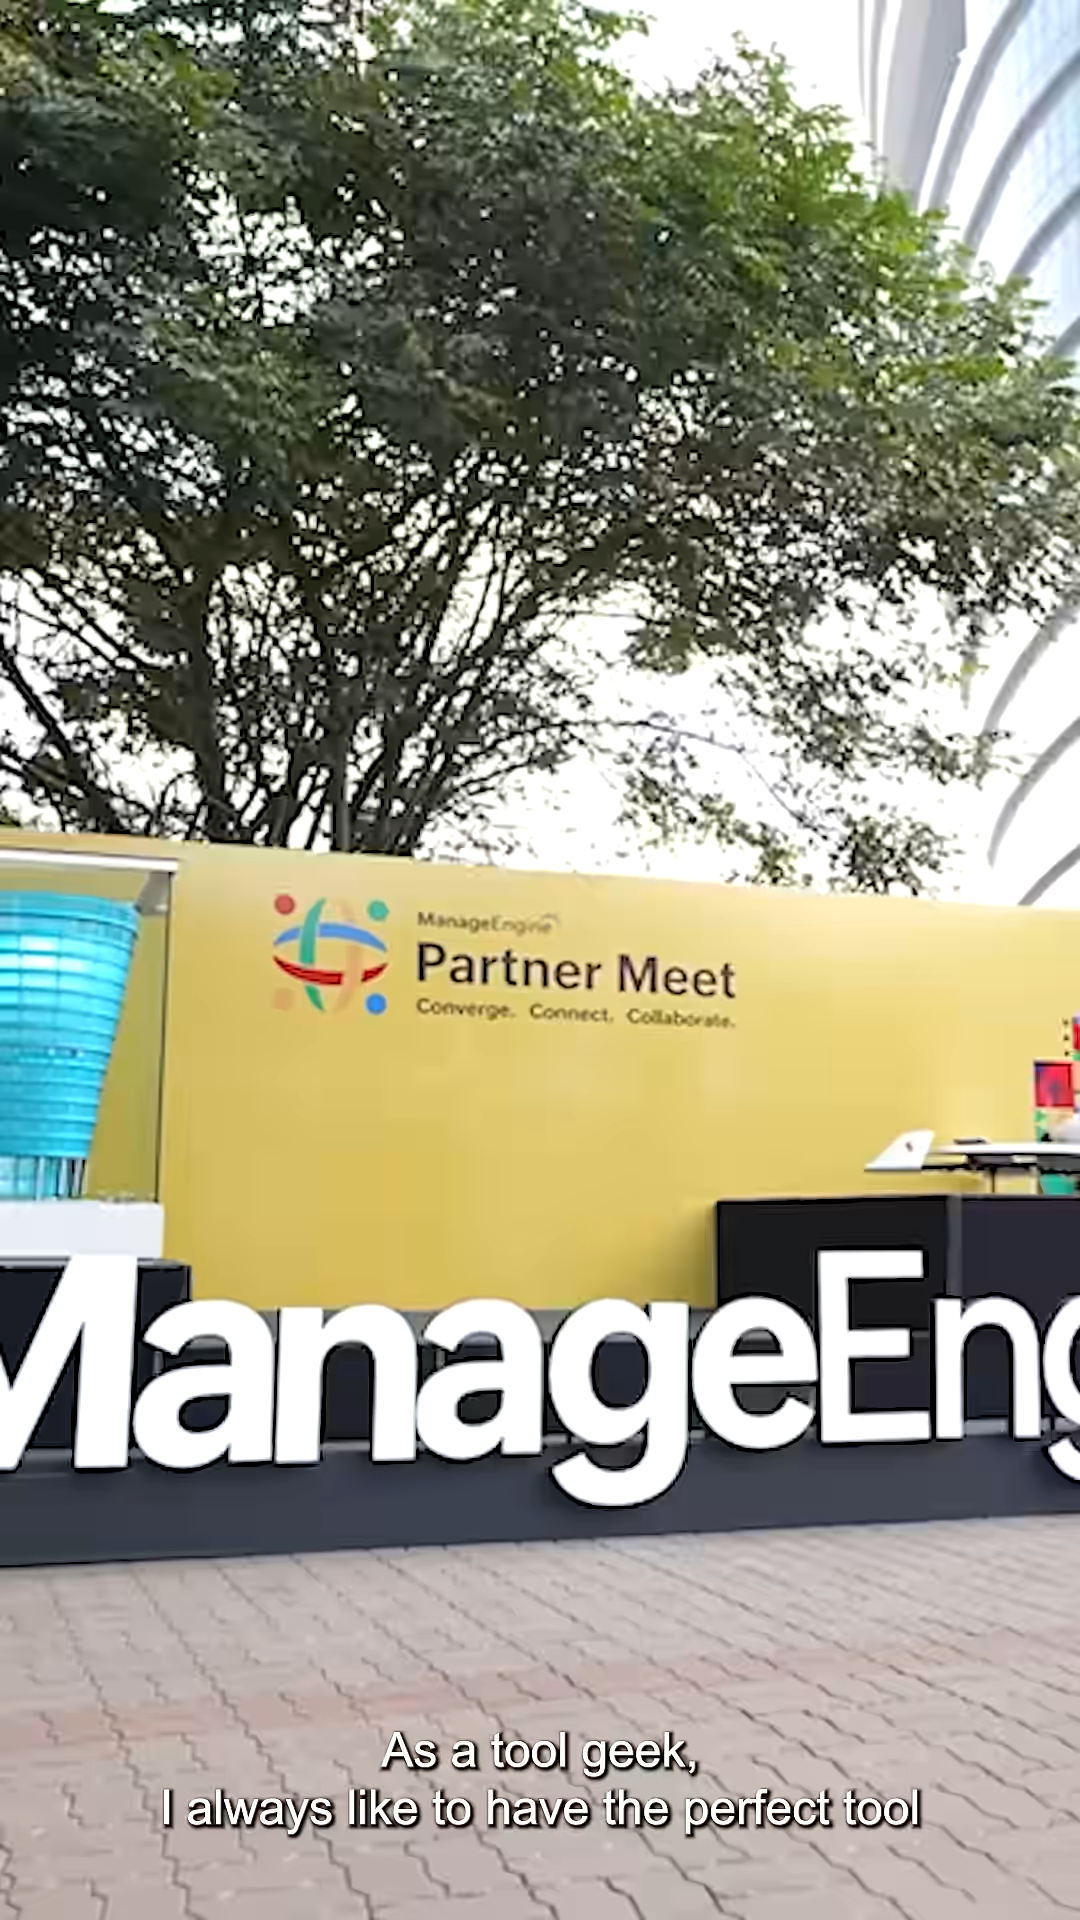 ManageEngine
Partner Meet
Converge. Connect. Collaborate.
ManageEng
As a tool geek,
I always like to have the perfect tool